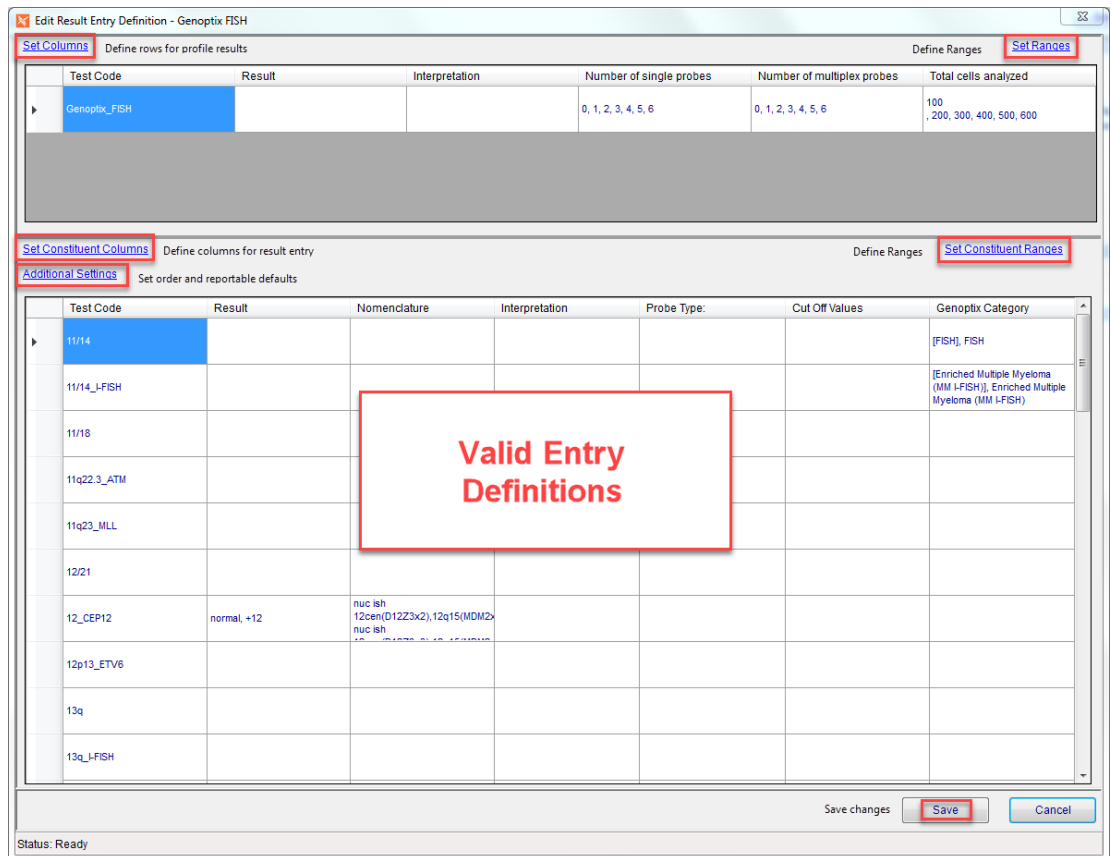 Edit Result Entry Definition - Genoptix FISH
Set Columns Define rows for profile results Define Ranges Set Ranges
Test Code Result Interpretation Number of single probes Number of multiplex probes Total cells analyzed
Genoptix_FISH 0, 1, 2, 3, 4, 5, 6 0, 1, 2, 3, 4, 5, 6 100
, 200, 300, 400, 500, 600
Set Constituent Columns Define columns for result entry Define Ranges Set Constituent Ranges
Additional Settings Set order and reportable defaults
Test Code Result Nomenclature Interpretation Probe Type: Cut Off Values Genoptix Category
11/14 [FISH], FISH
11/14_I-FISH [Enriched Multiple Myeloma
(MM I-FISH)], Enriched Multiple
Myeloma (MM I-FISH)
11/18
Valid Entry
Definitions
11q22.3_ATM
11q23_MLL
12/21
12_CEP12 normal, +12 nuc ish
12cen(D12Z3x2),12q15(MDM2x
nuc ish
12p13_ETV6
13q
13q_I-FISH
Save changes Save Cancel
Status: Ready